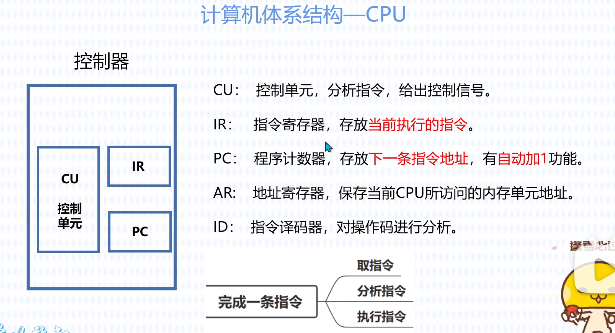 计算机体系结构—CPU
控制器
CU： 控制单元，分析指令，给出控制信号。
IR： 指令寄存器，存放当前执行的指令。
PC： 程序计数器，存放下一条指令地址，有自动加1功能。
AR： 地址寄存器，保存当前CPU所访问的内存单元地址。
ID： 指令译码器，对操作码进行分析。
CU
控制
单元
IR
PC
完成一条指令
取指令
分析指令
执行指令